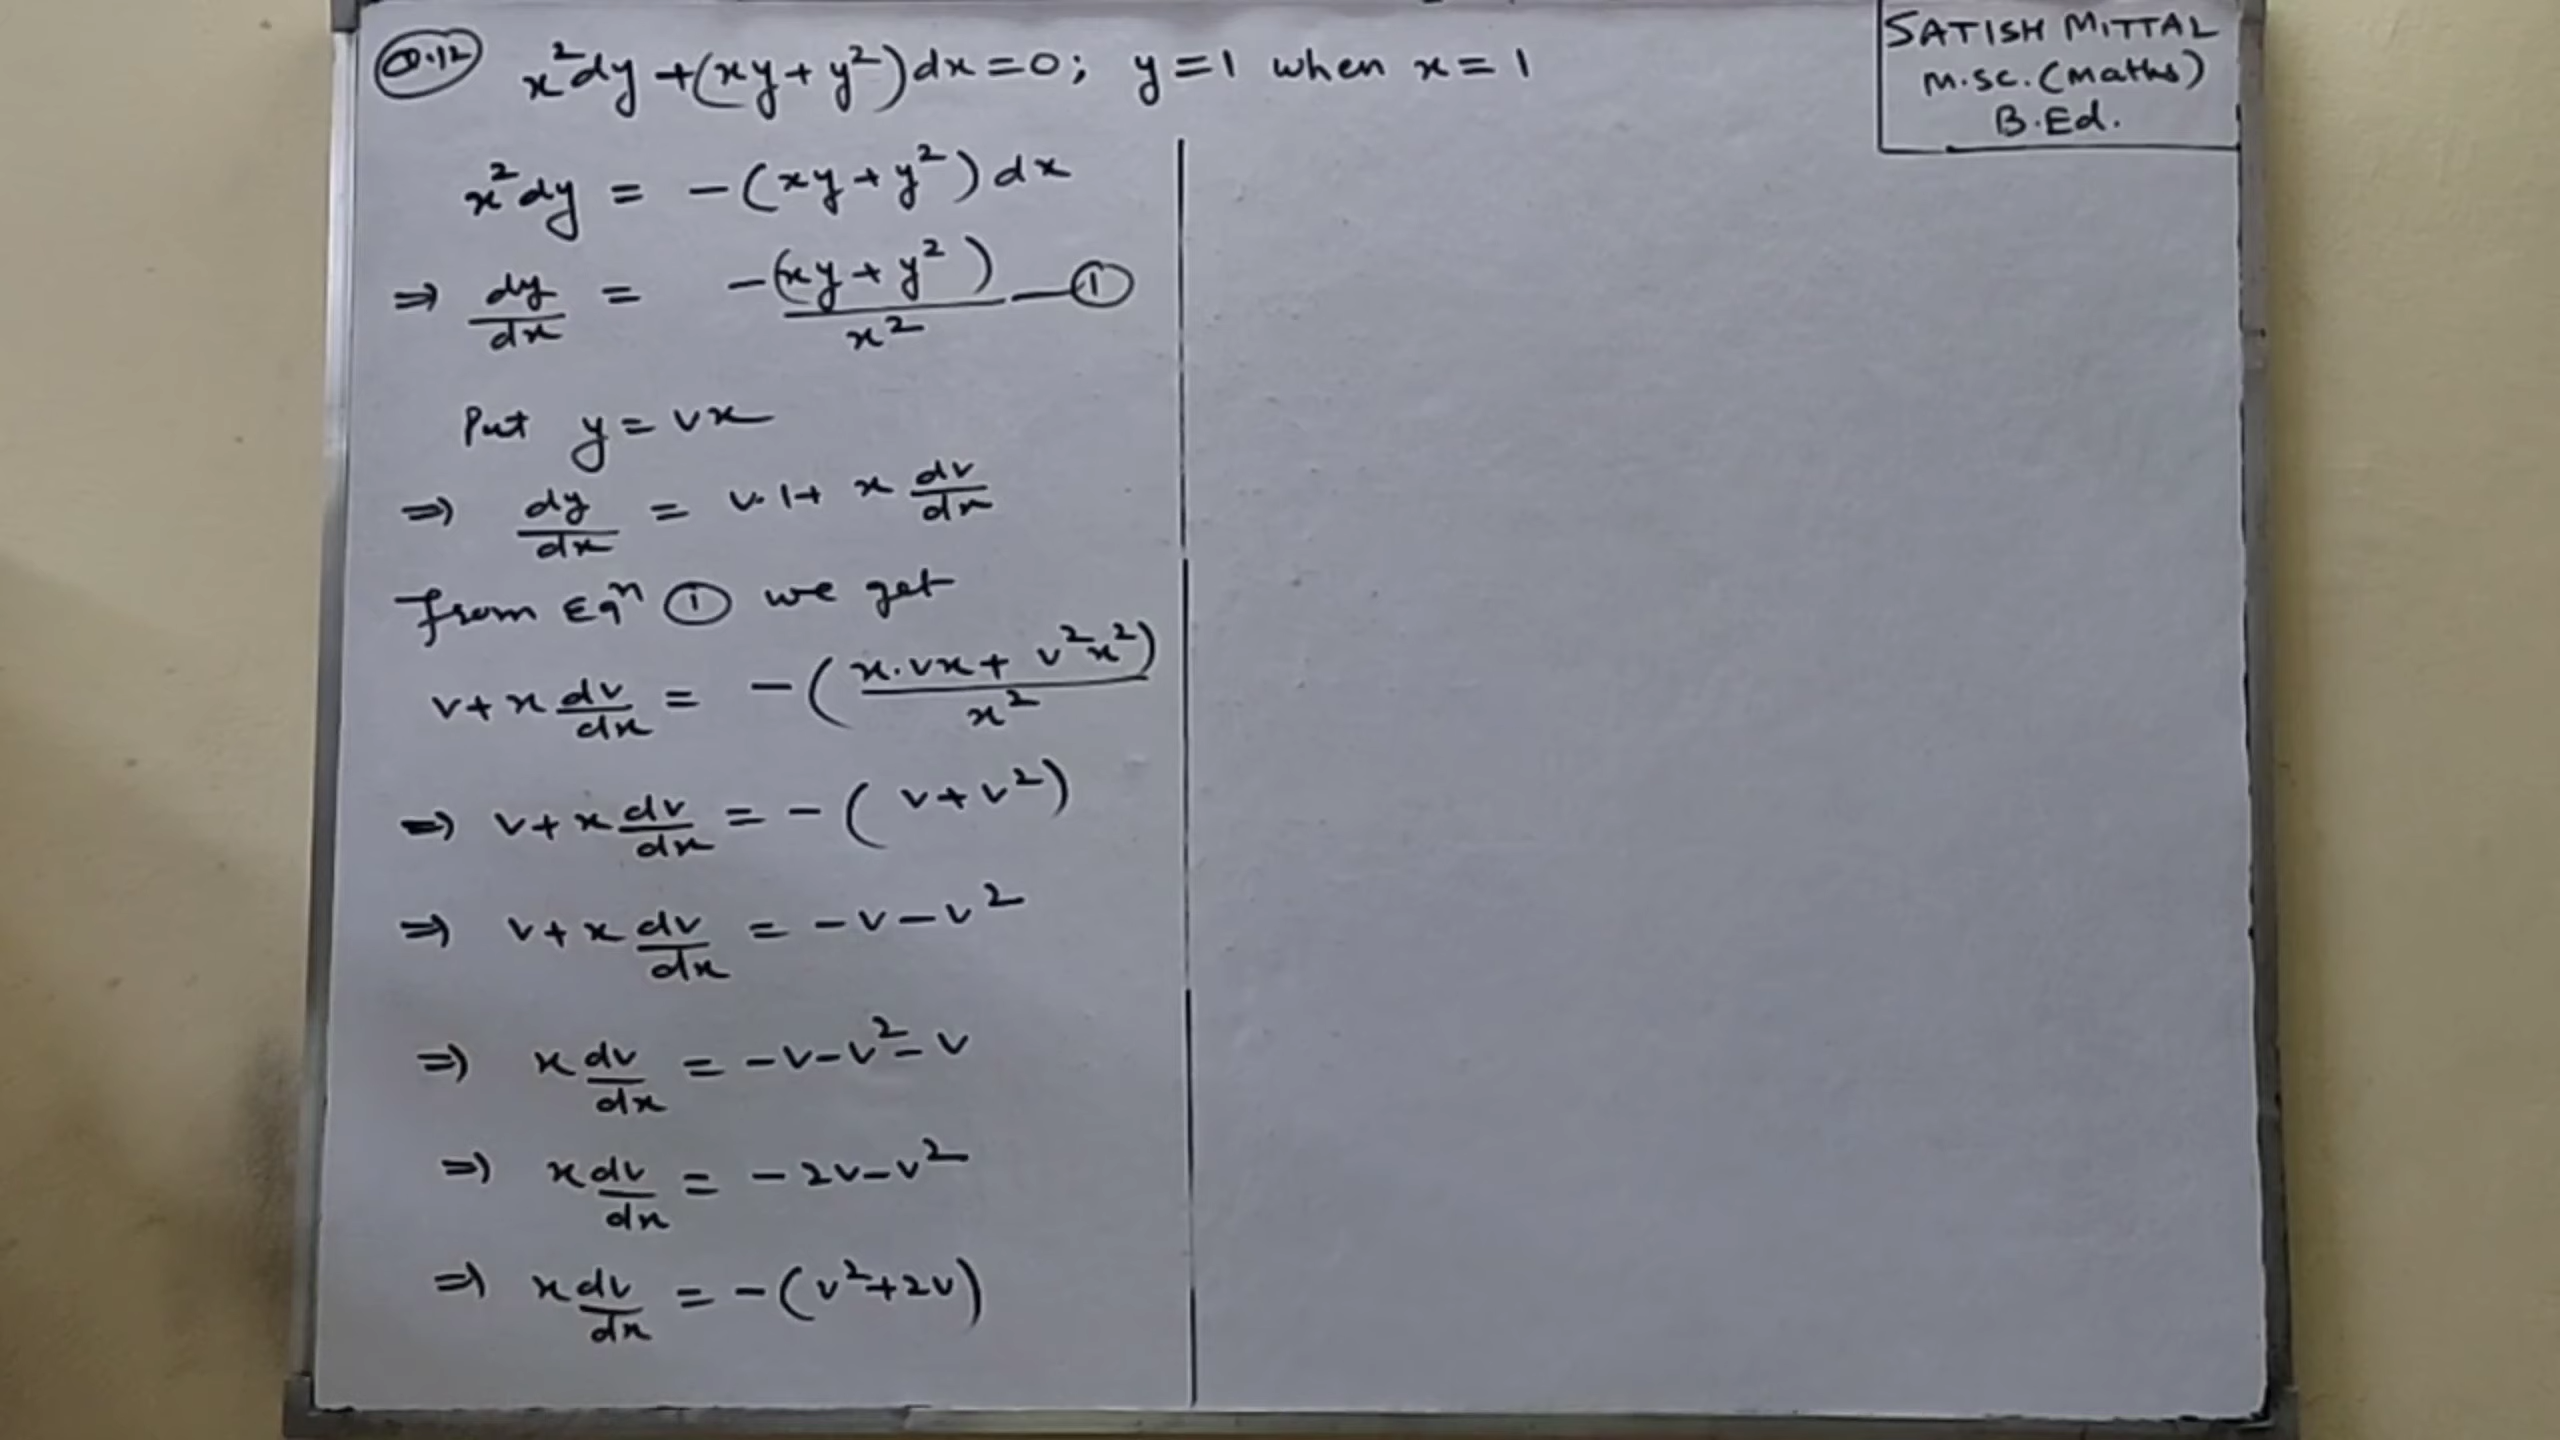 Q.12 x²dy + (xy + y²) dx = 0; y = 1 when x = 1
SATISH MITTAL
M.SC. (Maths)
B.Ed.
x²dy = - (xy + y²) dx
⇒ dy/dx = -(xy + y²)/x² — ①
Put y = vx
⇒ dy/dx = v.1 + x dv/dx
From Eqⁿ ① we get
v + x dv/dx = - (x.vx + v²x²)/x²
⇒ v + x dv/dx = - (v + v²)
⇒ v + x dv/dx = - v - v²
⇒ x dv/dx = - v - v² - v
⇒ x dv/dx = - 2v - v²
⇒ x dv/dx = - (v² + 2v)